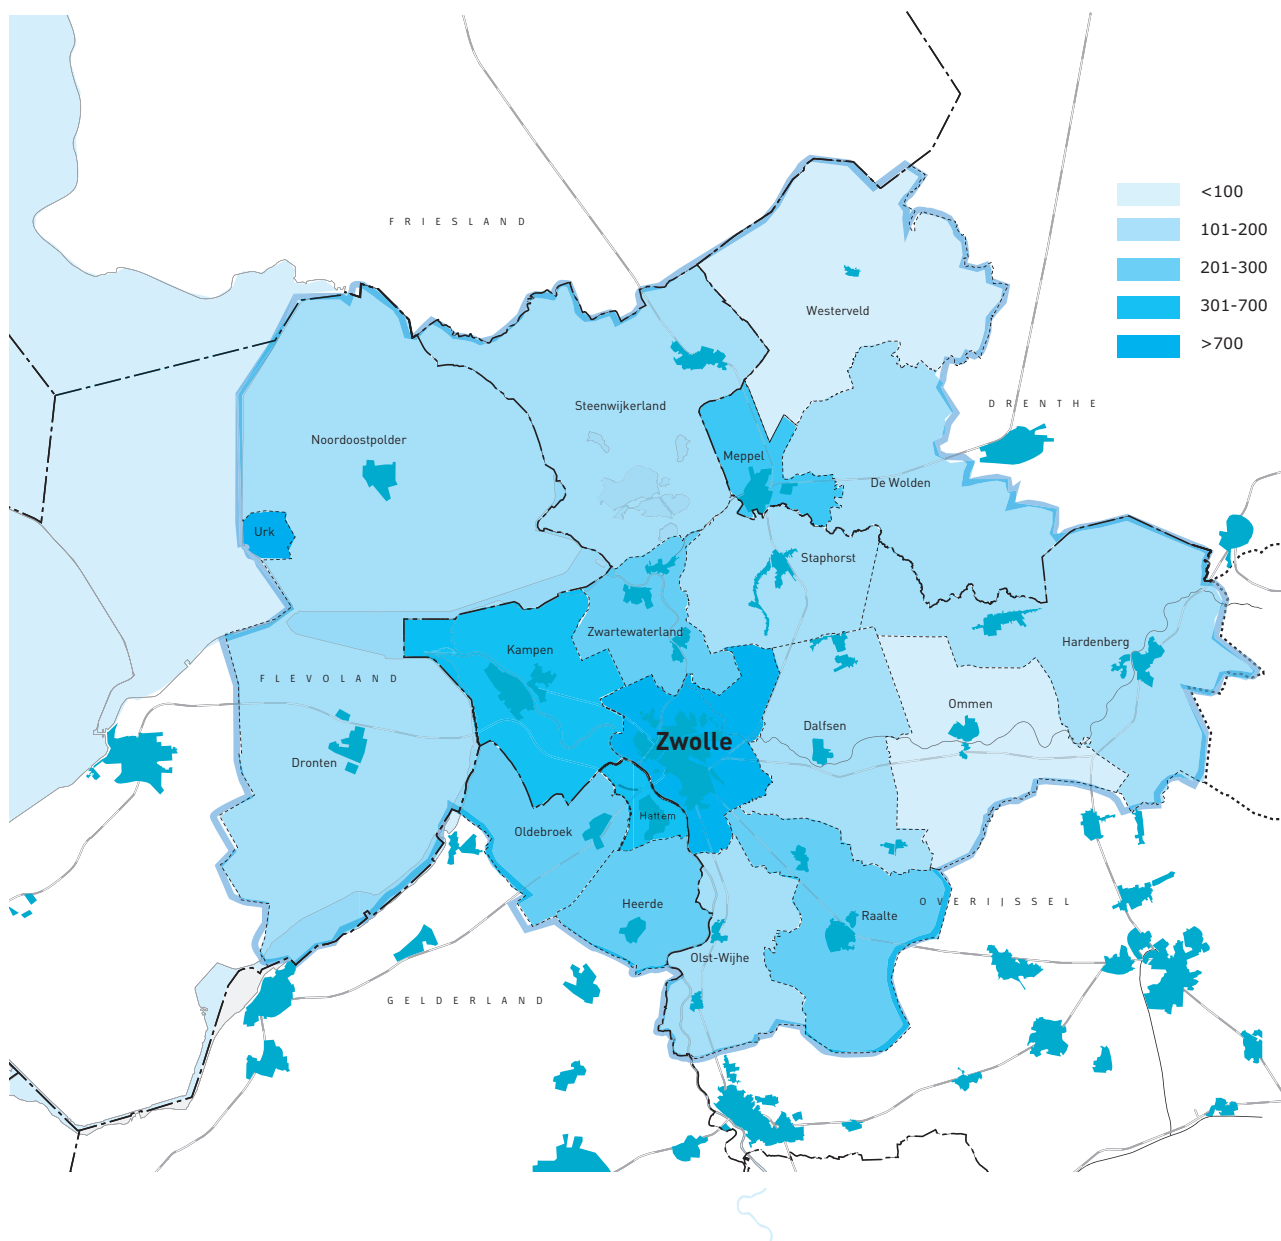 <100
FRIESLAND
101-200
201-300
301-700
Westerveld
>700
DRENTHE
Steenwijkerland
Noordoostpolder
Meppel
De Wolden
Urk
Staphorst
Zwartewaterland
Hardenberg
Kampen
FLEVOLAND
Ommen
Dalfsen
Zwolle
Dronten
Hattem
Oldebroek
Heerde
OVERIJSSEL
Raalte
Olst-Wijhe
GELDERLAND